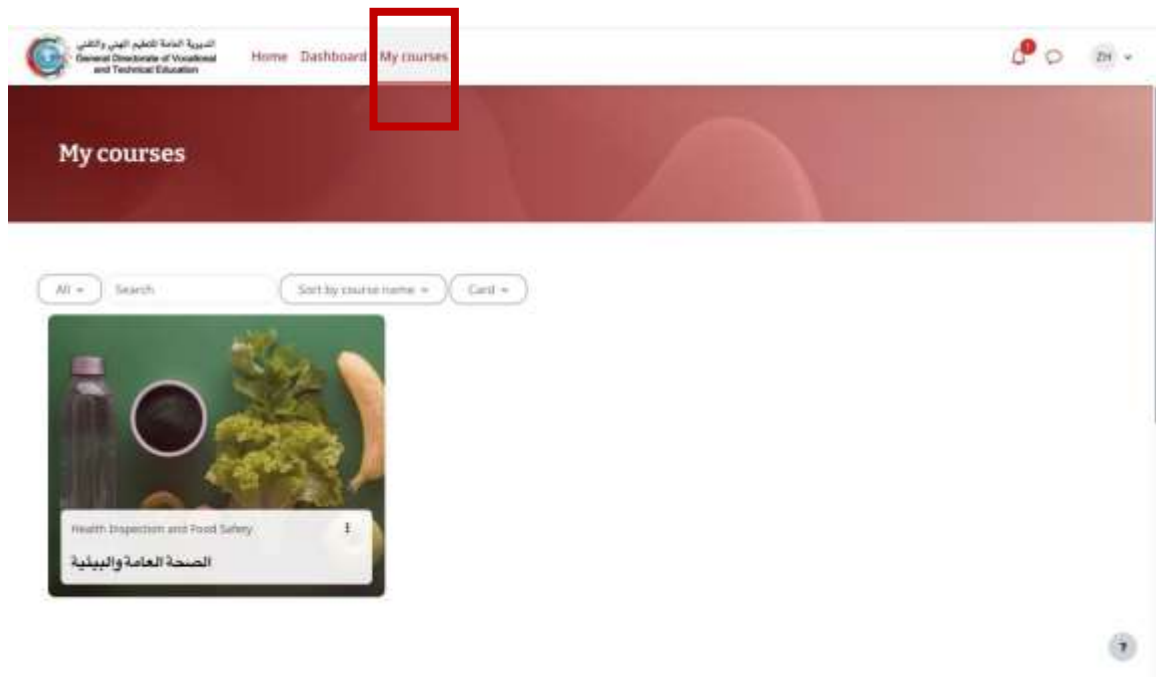 المديرية العامة للتعليم المهني والتقني
General Directorate of Vocational
and Technical Education
Home Dashboard My courses
1
ZH
My courses
All
Search
Sort by course name
Card
Health Inspection and Food Safety
الصحة العامة والبيئية
?